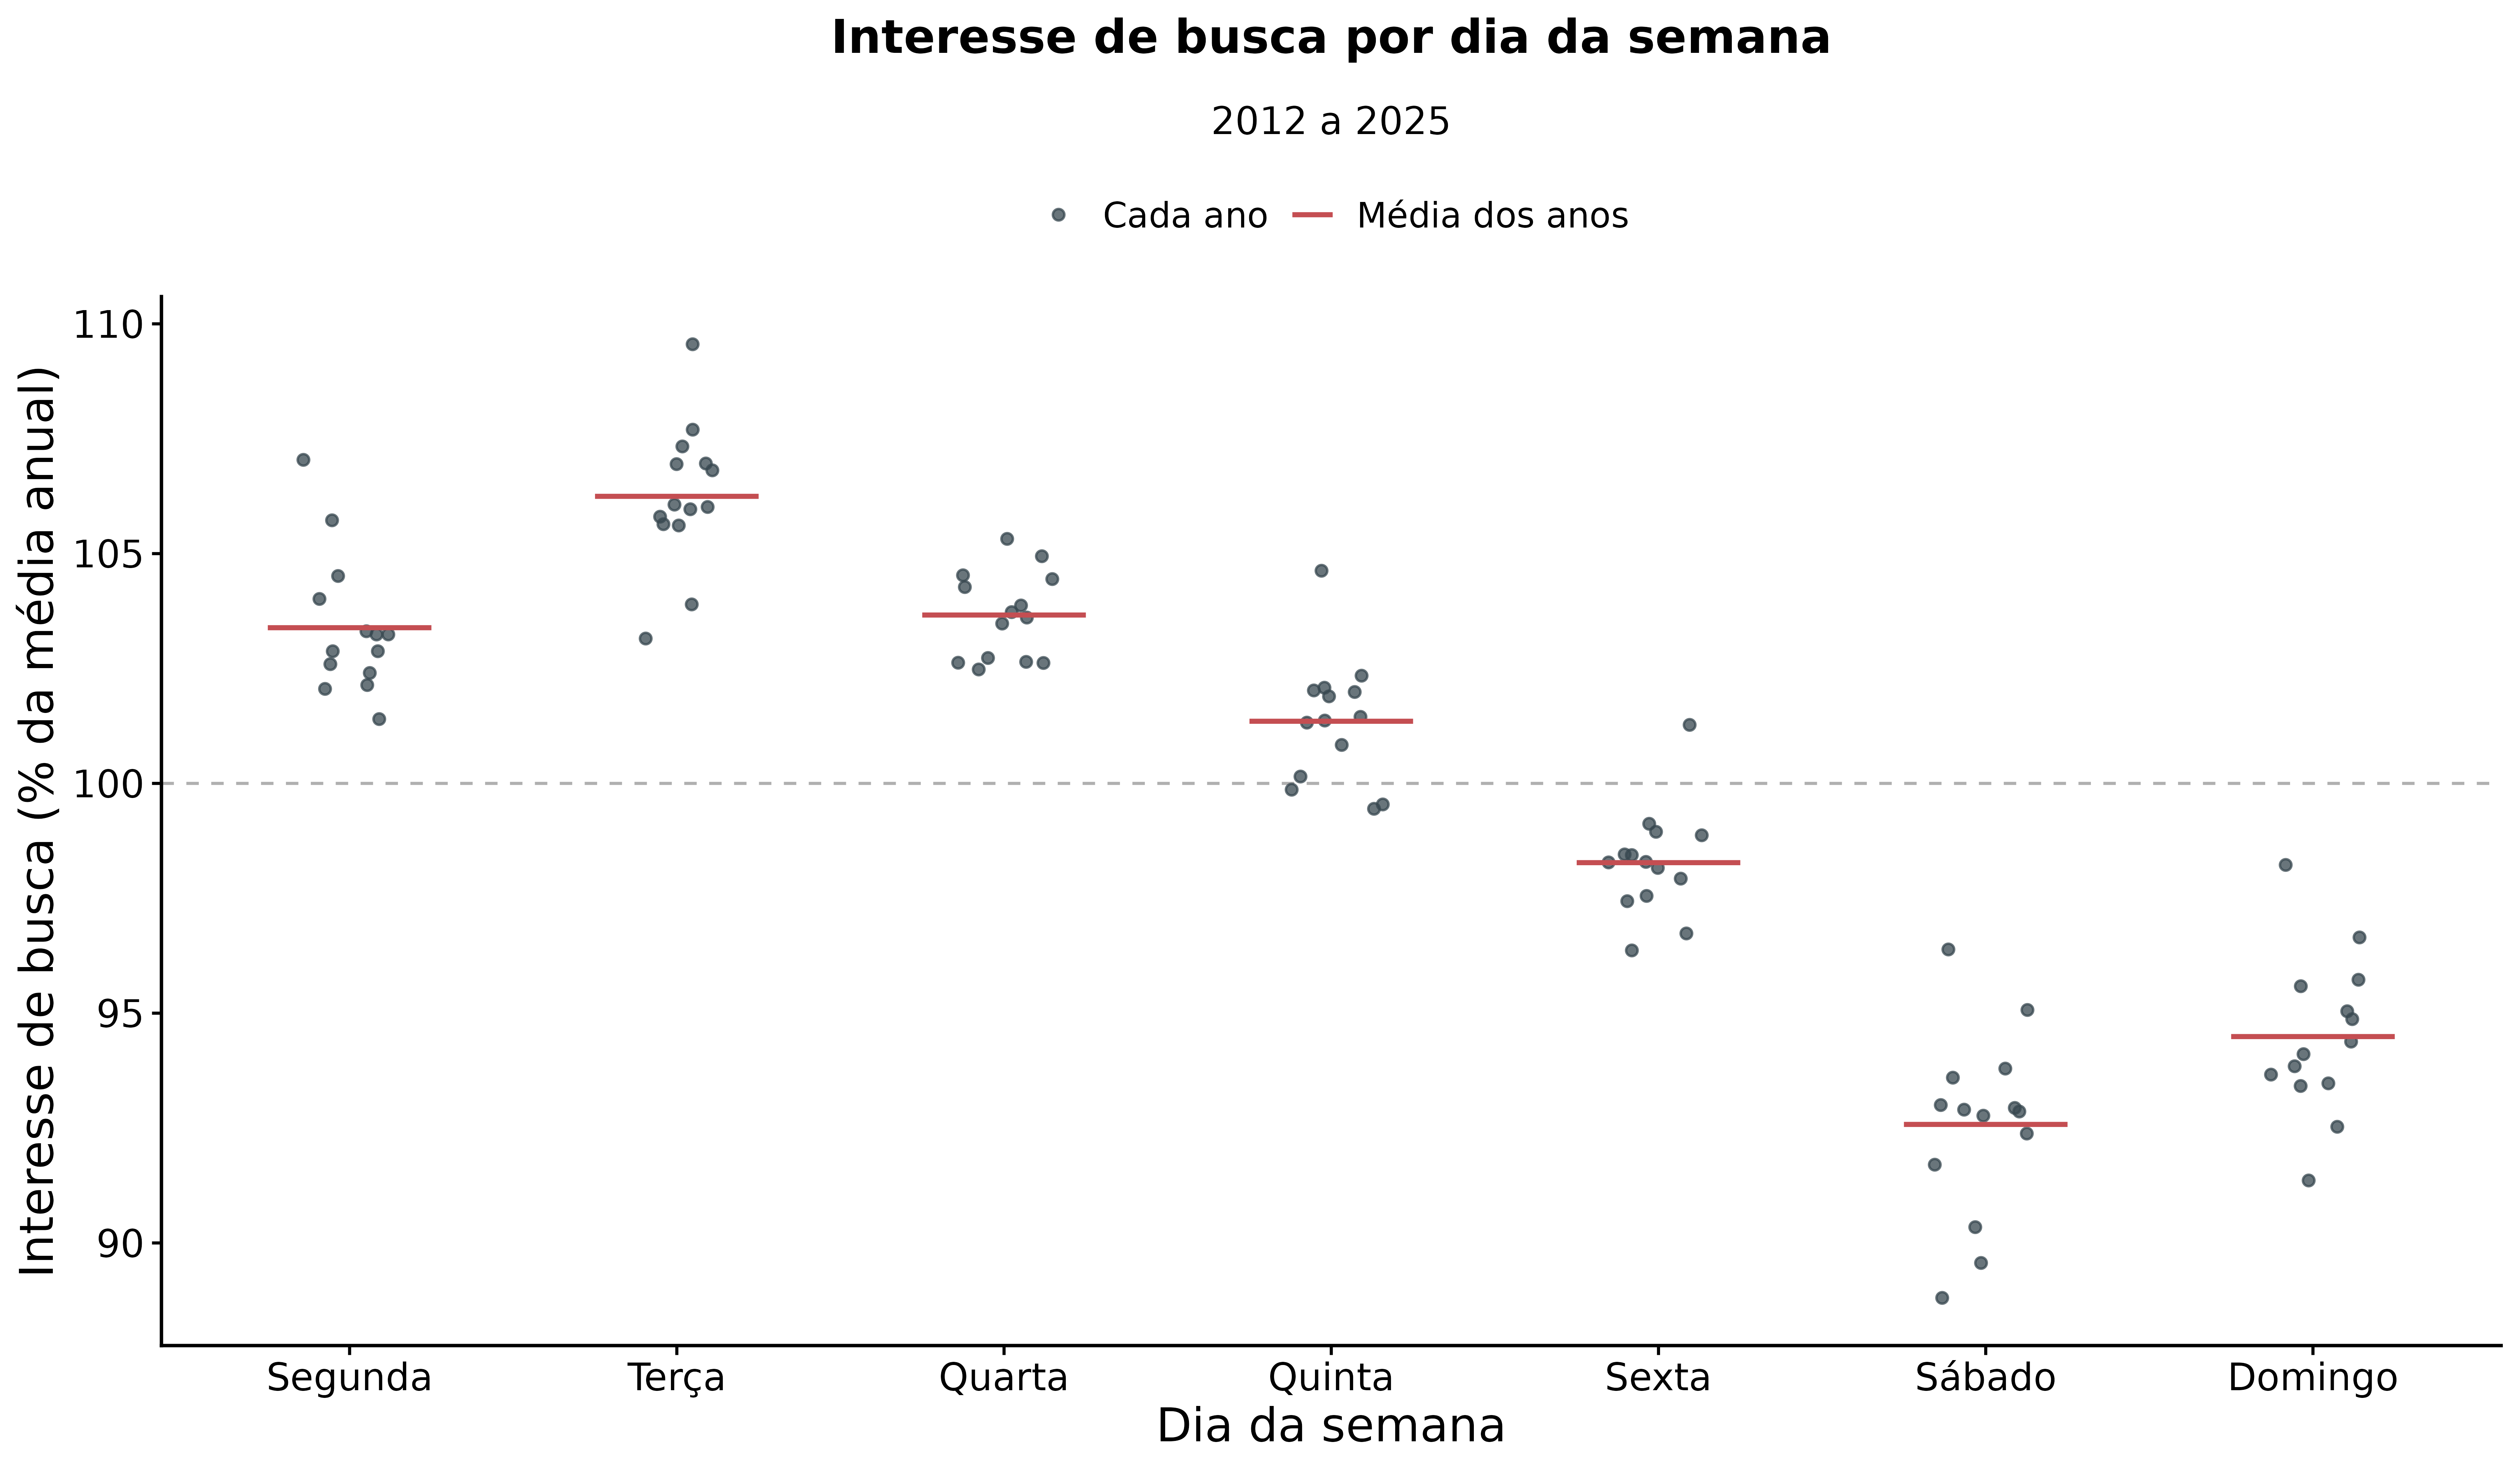 Interesse de busca por dia da semana
2012 a 2025
Cada ano
Média dos anos
Interesse de busca (% da média anual)
110
105
100
95
90
Segunda
Terça
Quarta
Quinta
Sexta
Sábado
Domingo
Dia da semana